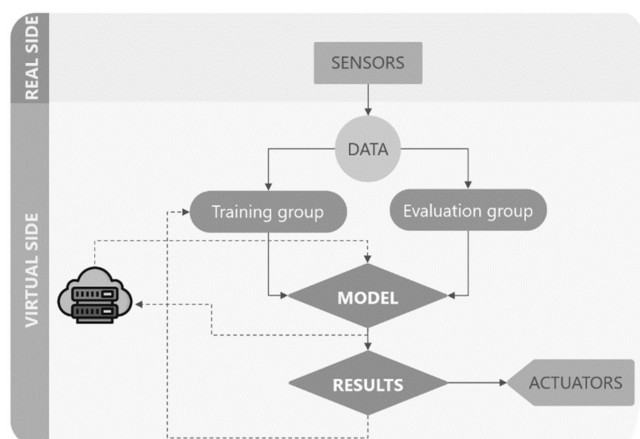 REAL SIDE
SENSORS
VIRTUAL SIDE
DATA
Training group
Evaluation group
MODEL
RESULTS
ACTUATORS